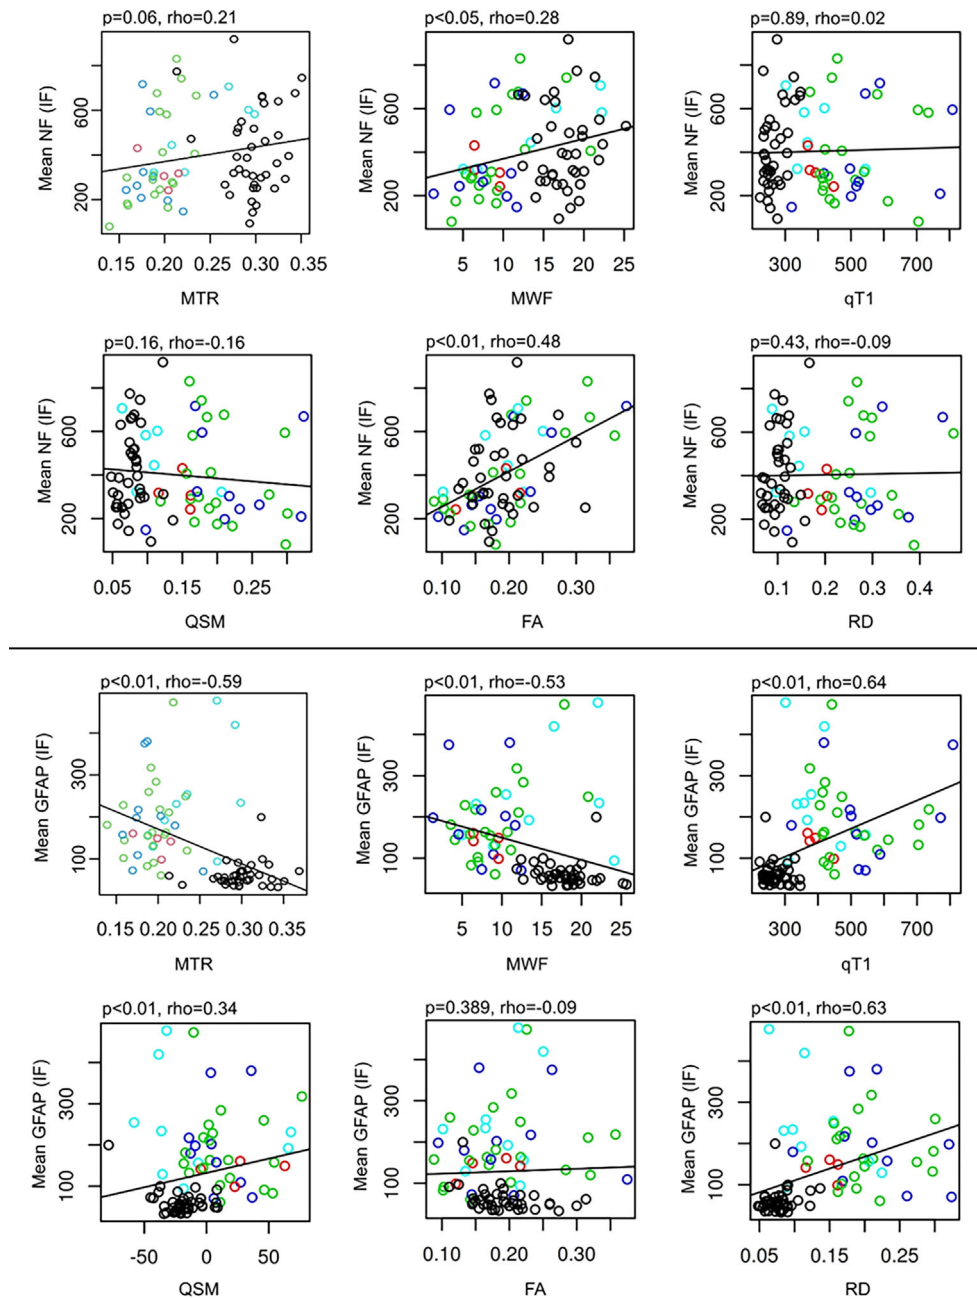 p=0.06, rho=0.21
p<0.05, rho=0.28
p=0.89, rho=0.02
Mean NF (IF)
200
600
0.15
0.20
0.25
0.30
0.35
MTR
Mean NF (IF)
200
600
5
10
15
20
25
MWF
Mean NF (IF)
200
600
300
500
700
qT1
p=0.16, rho=-0.16
p<0.01, rho=0.48
p=0.43, rho=-0.09
Mean NF (IF)
200
600
0.05
0.15
0.25
QSM
Mean NF (IF)
200
600
0.10
0.20
0.30
FA
Mean NF (IF)
200
600
0.1
0.2
0.3
0.4
RD
p<0.01, rho=-0.59
p<0.01, rho=-0.53
p<0.01, rho=0.64
Mean GFAP (IF)
100
300
0.15
0.20
0.25
0.30
0.35
MTR
Mean GFAP (IF)
100
300
5
10
15
20
25
MWF
Mean GFAP (IF)
100
300
300
500
700
qT1
p<0.01, rho=0.34
p=0.389, rho=-0.09
p<0.01, rho=0.63
Mean GFAP (IF)
100
300
-50
0
50
QSM
Mean GFAP (IF)
100
300
0.10
0.20
0.30
FA
Mean GFAP (IF)
100
300
0.05
0.15
0.25
RD